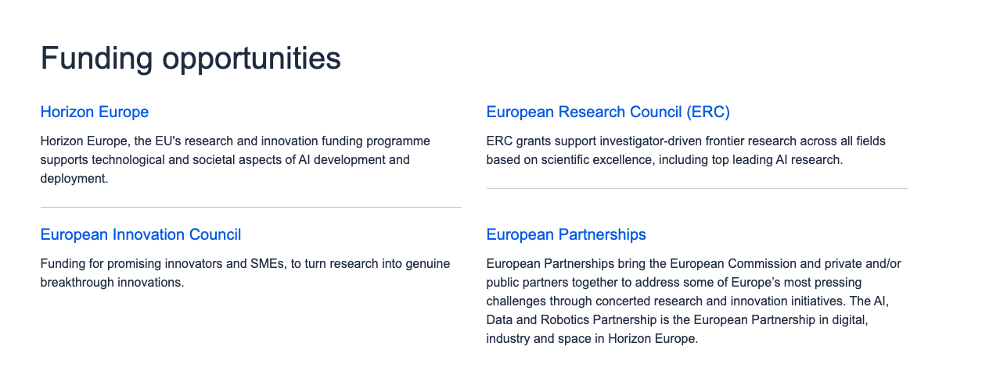 Funding opportunities
Horizon Europe
Horizon Europe, the EU's research and innovation funding programme
supports technological and societal aspects of AI development and
deployment.
European Research Council (ERC)
ERC grants support investigator-driven frontier research across all fields
based on scientific excellence, including top leading AI research.
European Innovation Council
Funding for promising innovators and SMEs, to turn research into genuine
breakthrough innovations.
European Partnerships
European Partnerships bring the European Commission and private and/or
public partners together to address some of Europe’s most pressing
challenges through concerted research and innovation initiatives. The AI,
Data and Robotics Partnership is the European Partnership in digital,
industry and space in Horizon Europe.